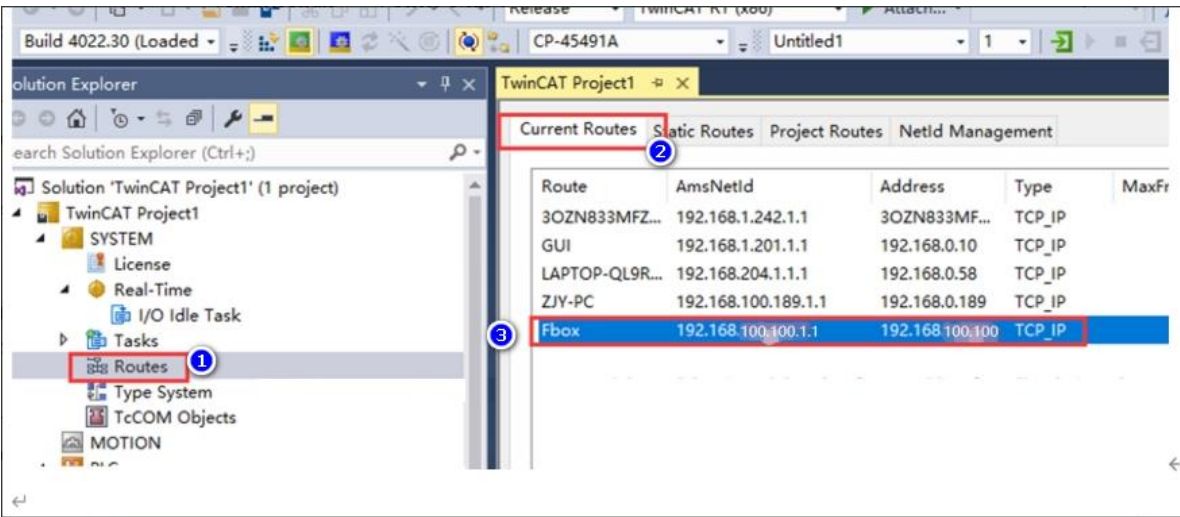 Release TwinCAT RT (x86) Attach...
Build 4022.30 (Loaded CP-45491A Untitled1 1
olution Explorer
TwinCAT Project1
earch Solution Explorer (Ctrl+;)
Current Routes Static Routes Project Routes NetId Management
2
Solution 'TwinCAT Project1' (1 project)
TwinCAT Project1
SYSTEM
License
Real-Time
I/O Idle Task
Tasks
Routes 1
Type System
TcCOM Objects
MOTION
PLC
Route AmsNetId Address Type MaxFr
3OZN833MFZ... 192.168.1.242.1.1 3OZN833MF... TCP_IP
GUI 192.168.1.201.1.1 192.168.0.10 TCP_IP
LAPTOP-QL9R... 192.168.204.1.1.1 192.168.0.58 TCP_IP
ZJY-PC 192.168.100.189.1.1 192.168.0.189 TCP_IP
3 Fbox 192.168.100.100.1.1 192.168.100.100 TCP_IP